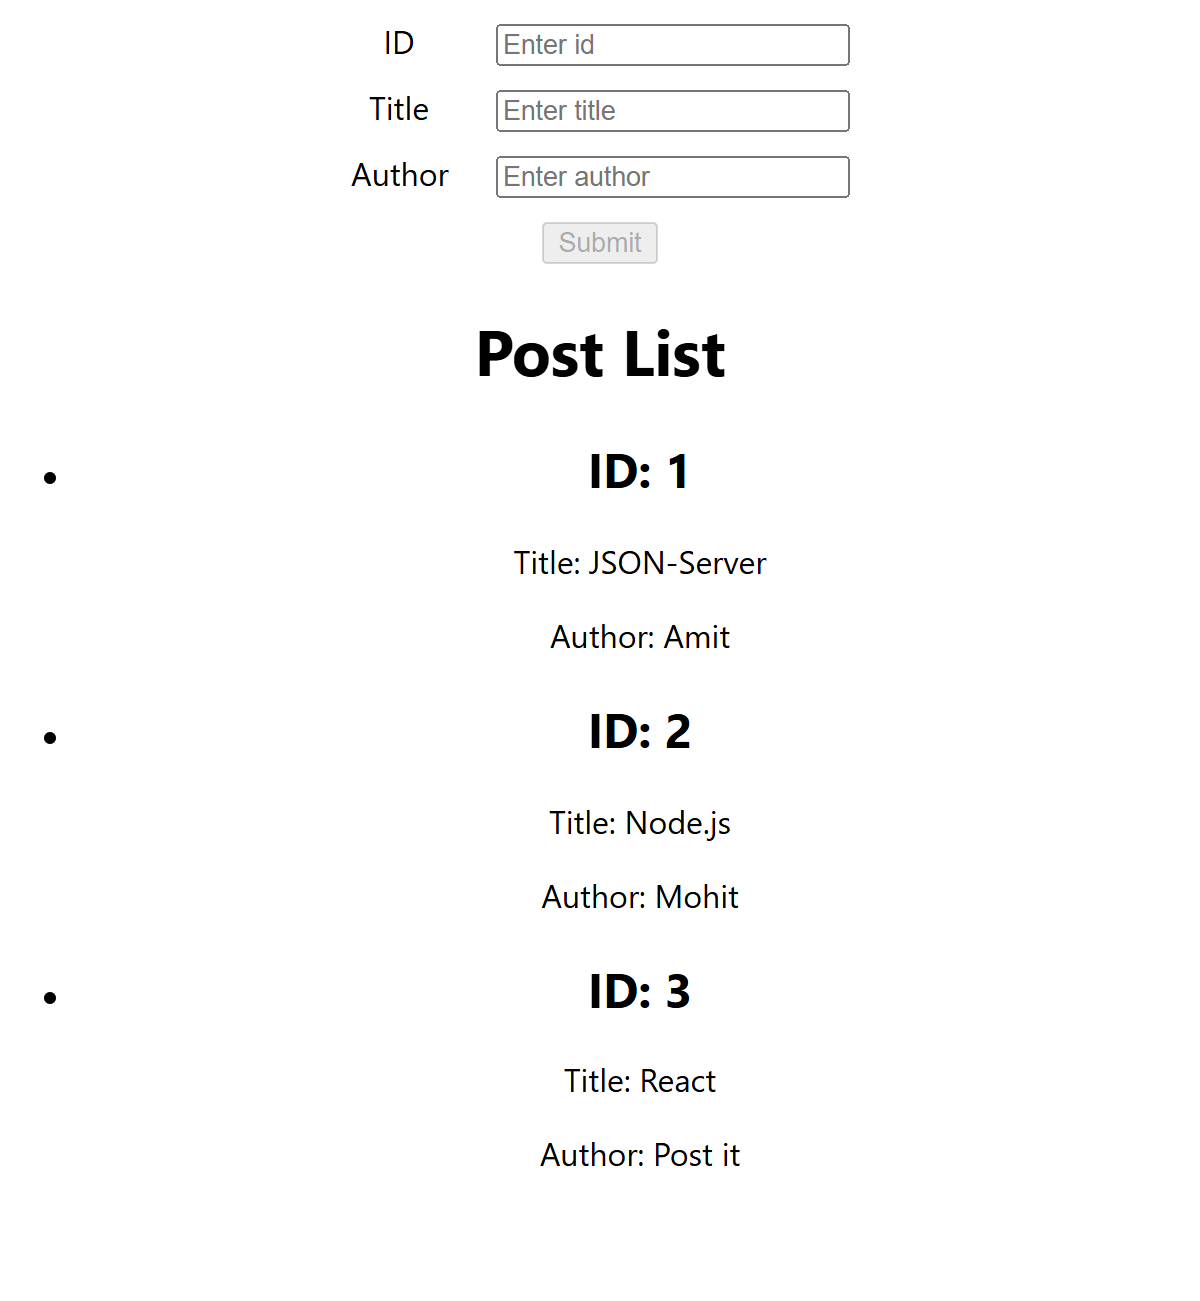 ID Enter id
Title Enter title
Author Enter author
Submit
Post List
ID: 1
Title: JSON-Server
Author: Amit
ID: 2
Title: Node.js
Author: Mohit
ID: 3
Title: React
Author: Post it